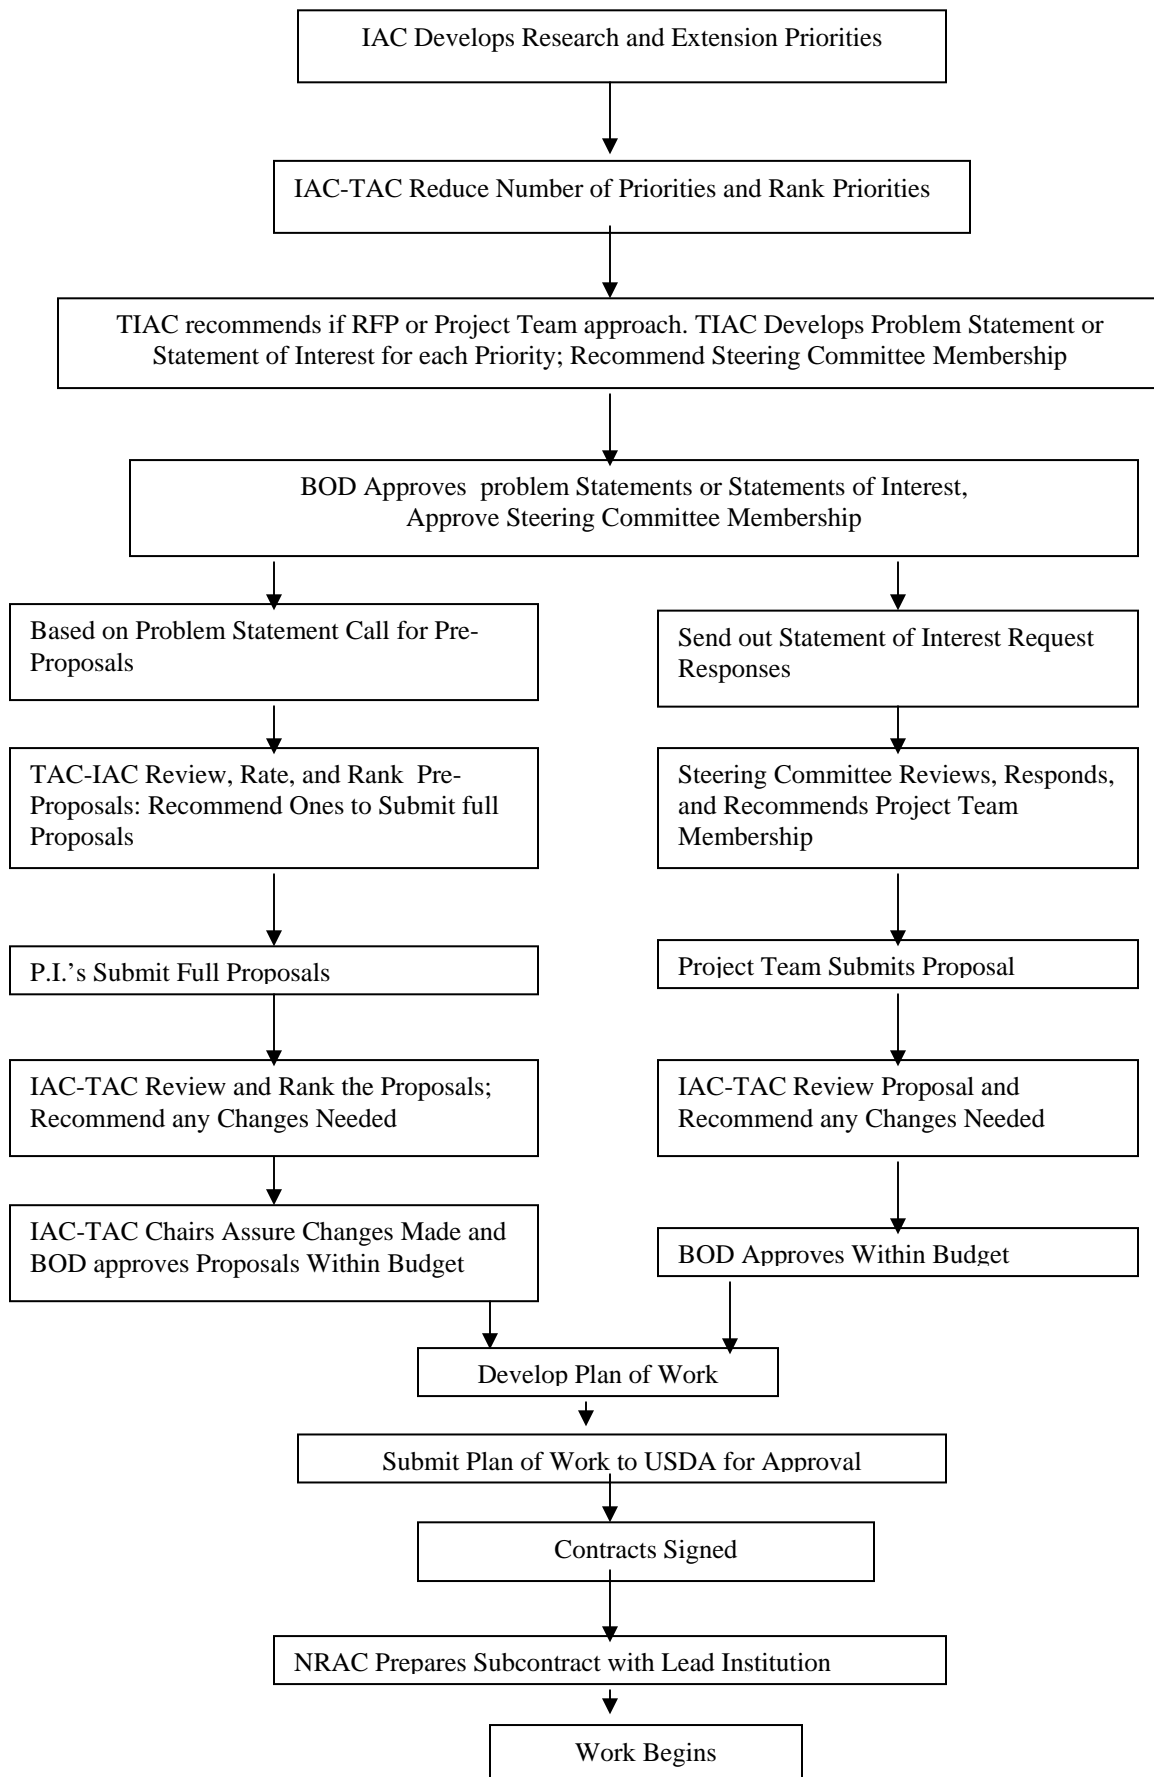 IAC Develops Research and Extension Priorities
IAC-TAC Reduce Number of Priorities and Rank Priorities
TIAC recommends if RFP or Project Team approach. TIAC Develops Problem Statement or
Statement of Interest for each Priority; Recommend Steering Committee Membership
BOD Approves  problem Statements or Statements of Interest,
Approve Steering Committee Membership
Based on Problem Statement Call for Pre-
Proposals
TAC-IAC Review, Rate, and Rank  Pre-
Proposals: Recommend Ones to Submit full
Proposals
P.I.’s Submit Full Proposals
IAC-TAC Review and Rank the Proposals;
Recommend any Changes Needed
IAC-TAC Chairs Assure Changes Made and
BOD approves Proposals Within Budget
Send out Statement of Interest Request
Responses
Steering Committee Reviews, Responds,
and Recommends Project Team
Membership
Project Team Submits Proposal
IAC-TAC Review Proposal and
Recommend any Changes Needed
BOD Approves Within Budget
Develop Plan of Work
Submit Plan of Work to USDA for Approval
Contracts Signed
NRAC Prepares Subcontract with Lead Institution
Work Begins